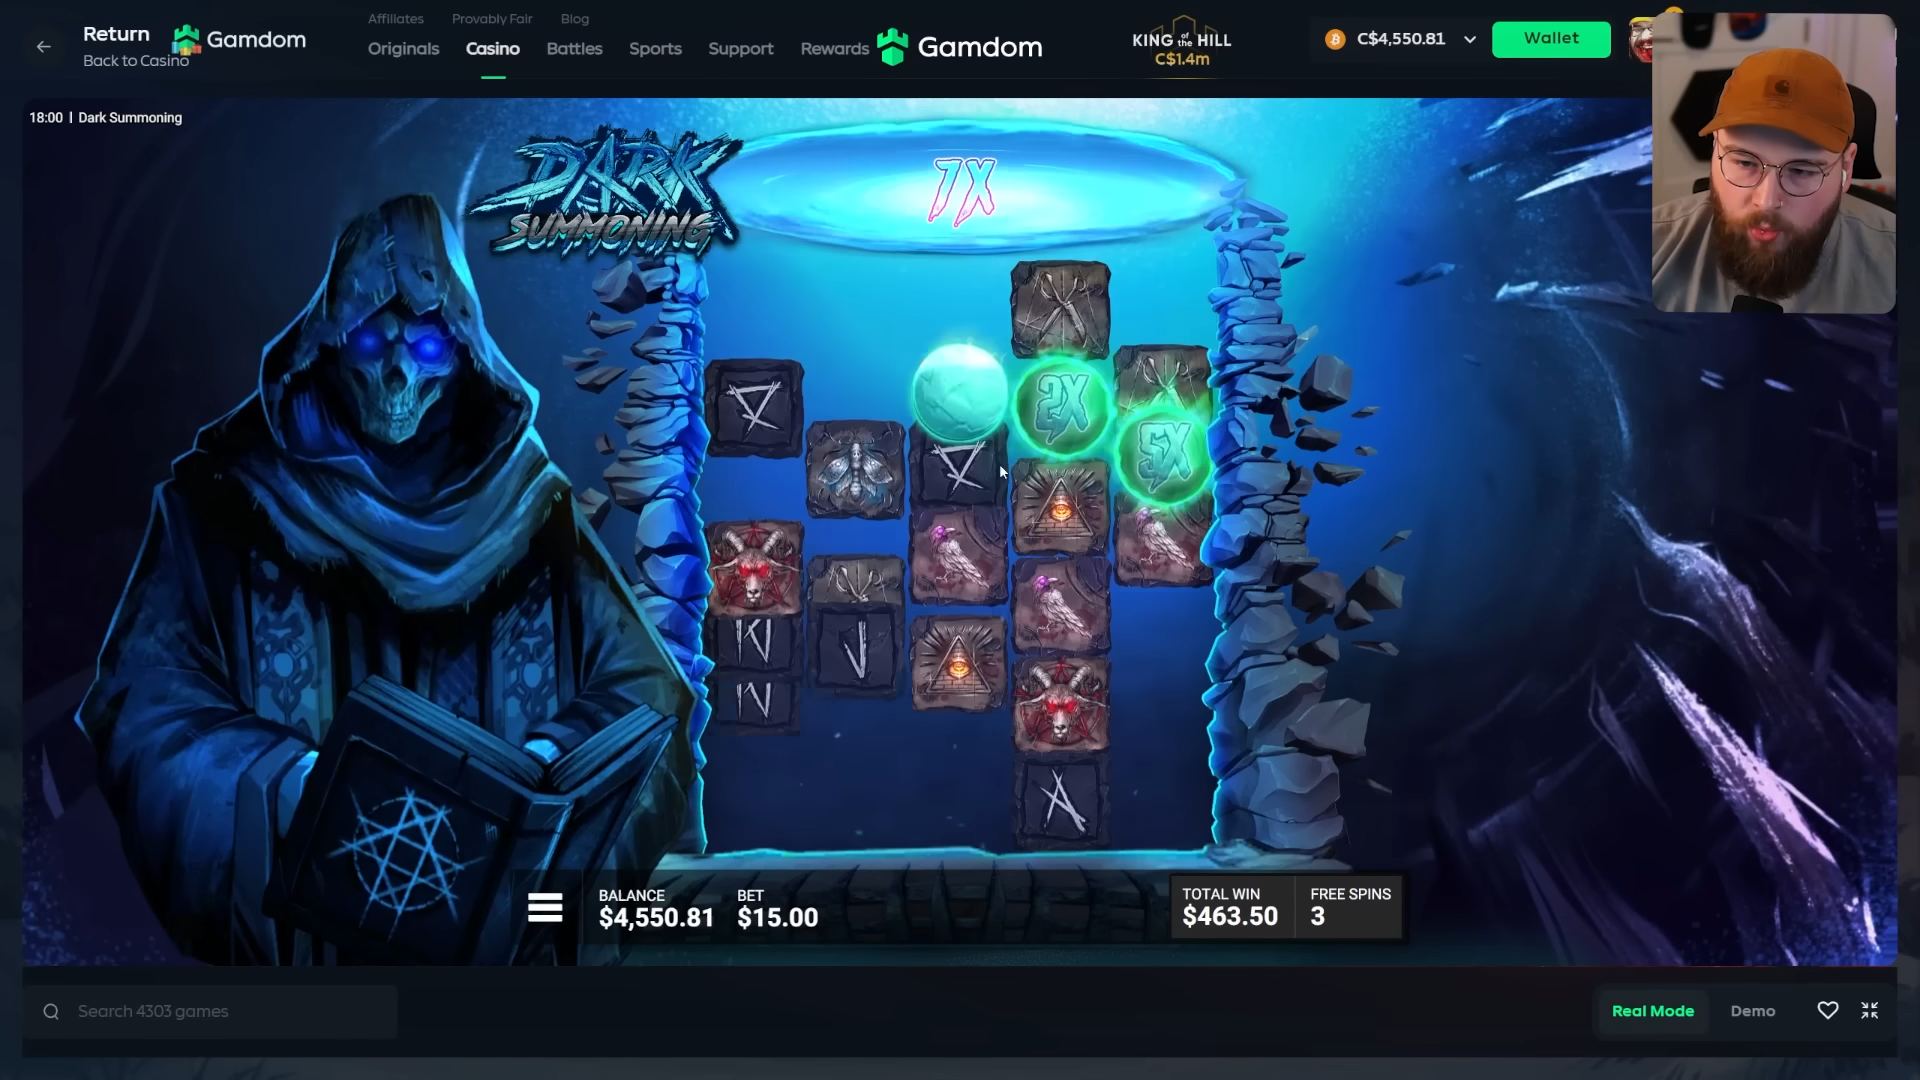 Return
Back to Casino
Gamdom
Affiliates
Provably Fair
Blog
Originals
Casino
Battles
Sports
Support
Rewards
Gamdom
KING of the HILL
C$1.4m
C$4,550.81
Wallet
18:00 | Dark Summoning
DARK
SUMMONING
7X
2X
5X
J
A
BALANCE
$4,550.81
BET
$15.00
TOTAL WIN
$463.50
FREE SPINS
3
Search 4303 games
Real Mode
Demo